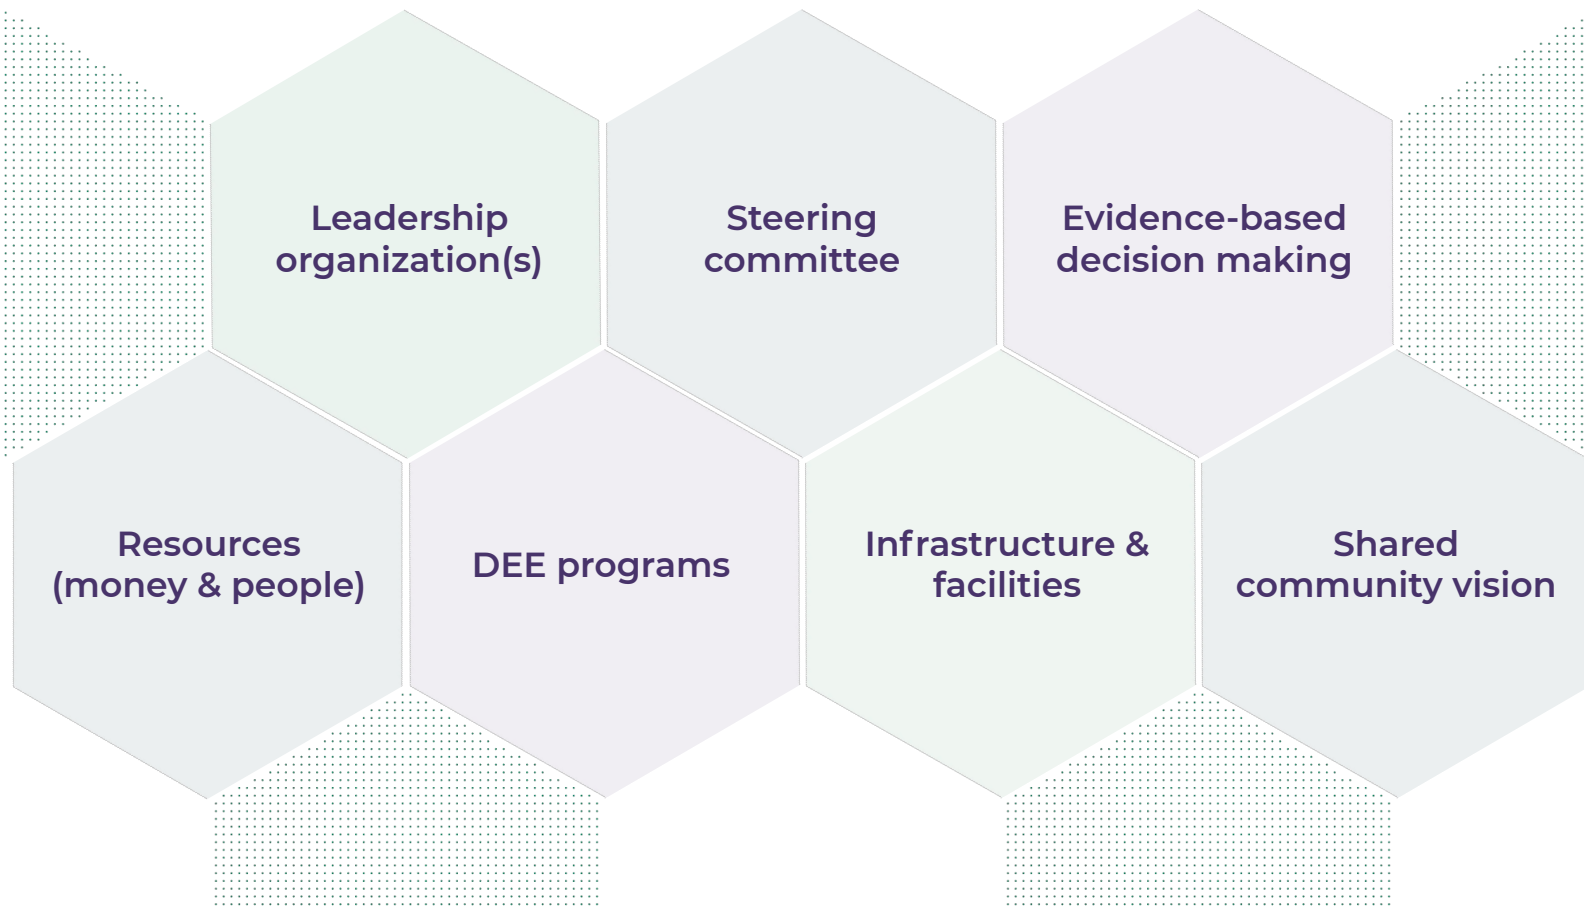 Leadership
organization(s)
Steering
committee
Evidence-based
decision making
Resources
(money & people)
DEE programs
Infrastructure &
facilities
Shared
community vision